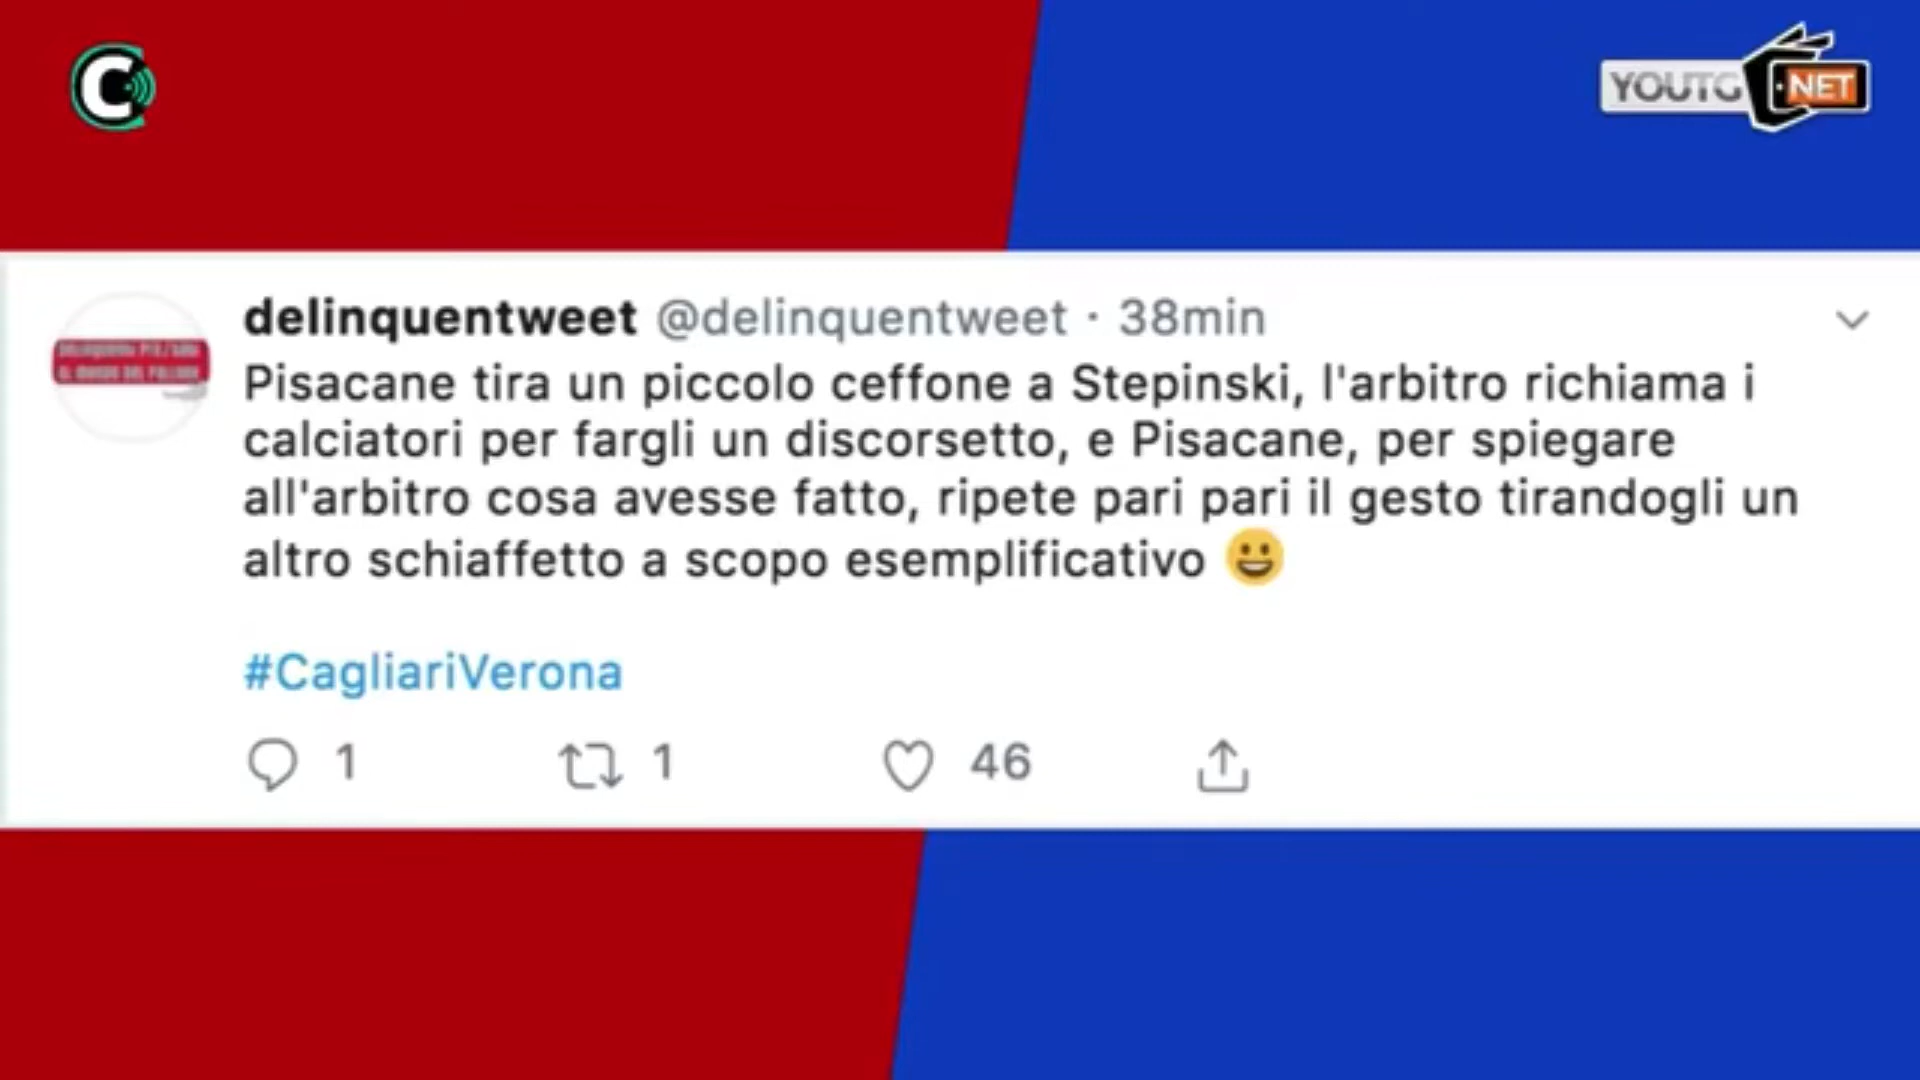 C
YOUTG.NET
delinquentweet @delinquentweet · 38min
Pisacane tira un piccolo ceffone a Stepinski, l'arbitro richiama i
calciatori per fargli un discorsetto, e Pisacane, per spiegare
all'arbitro cosa avesse fatto, ripete pari pari il gesto tirandogli un
altro schiaffetto a scopo esemplificativo 😀
#CagliariVerona
1 1 46